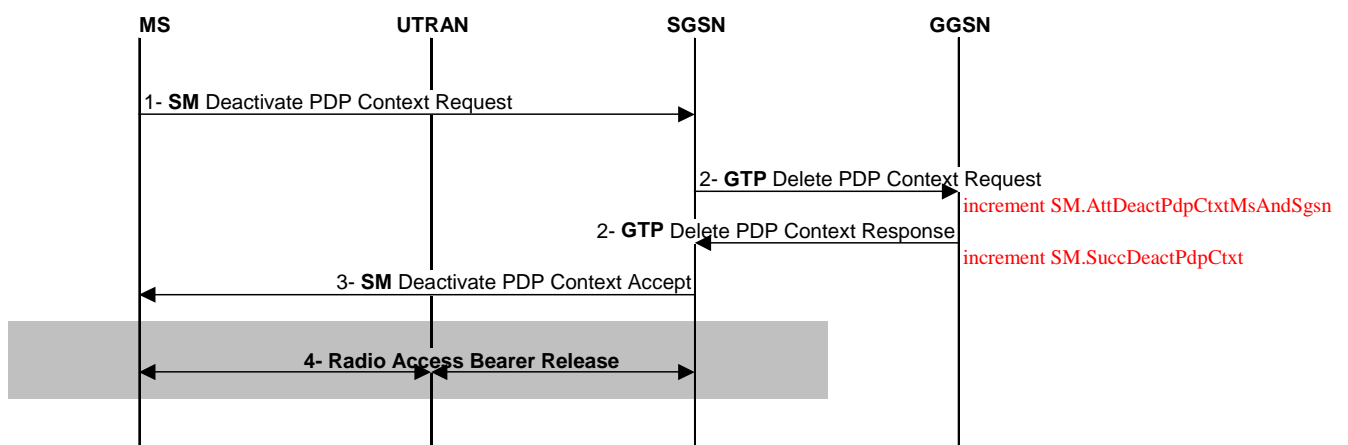 MS UTRAN SGSN GGSN
1- SM Deactivate PDP Context Request
2- GTP Delete PDP Context Request
increment SM.AttDeactPdpCtxtMsAndSgsn
2- GTP Delete PDP Context Response
increment SM.SuccDeactPdpCtxt
3- SM Deactivate PDP Context Accept
4- Radio Access Bearer Release